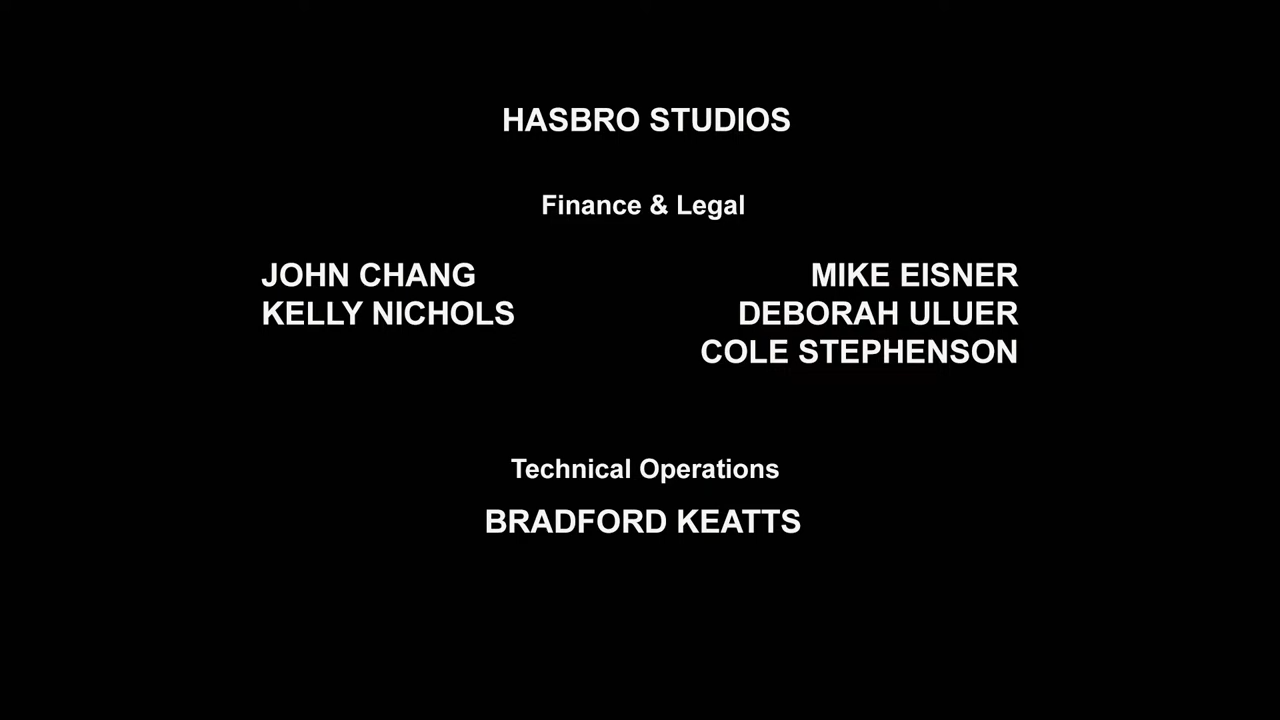 HASBRO STUDIOS
Finance & Legal
JOHN CHANG MIKE EISNER
KELLY NICHOLS DEBORAH ULUER
COLE STEPHENSON
Technical Operations
BRADFORD KEATTS